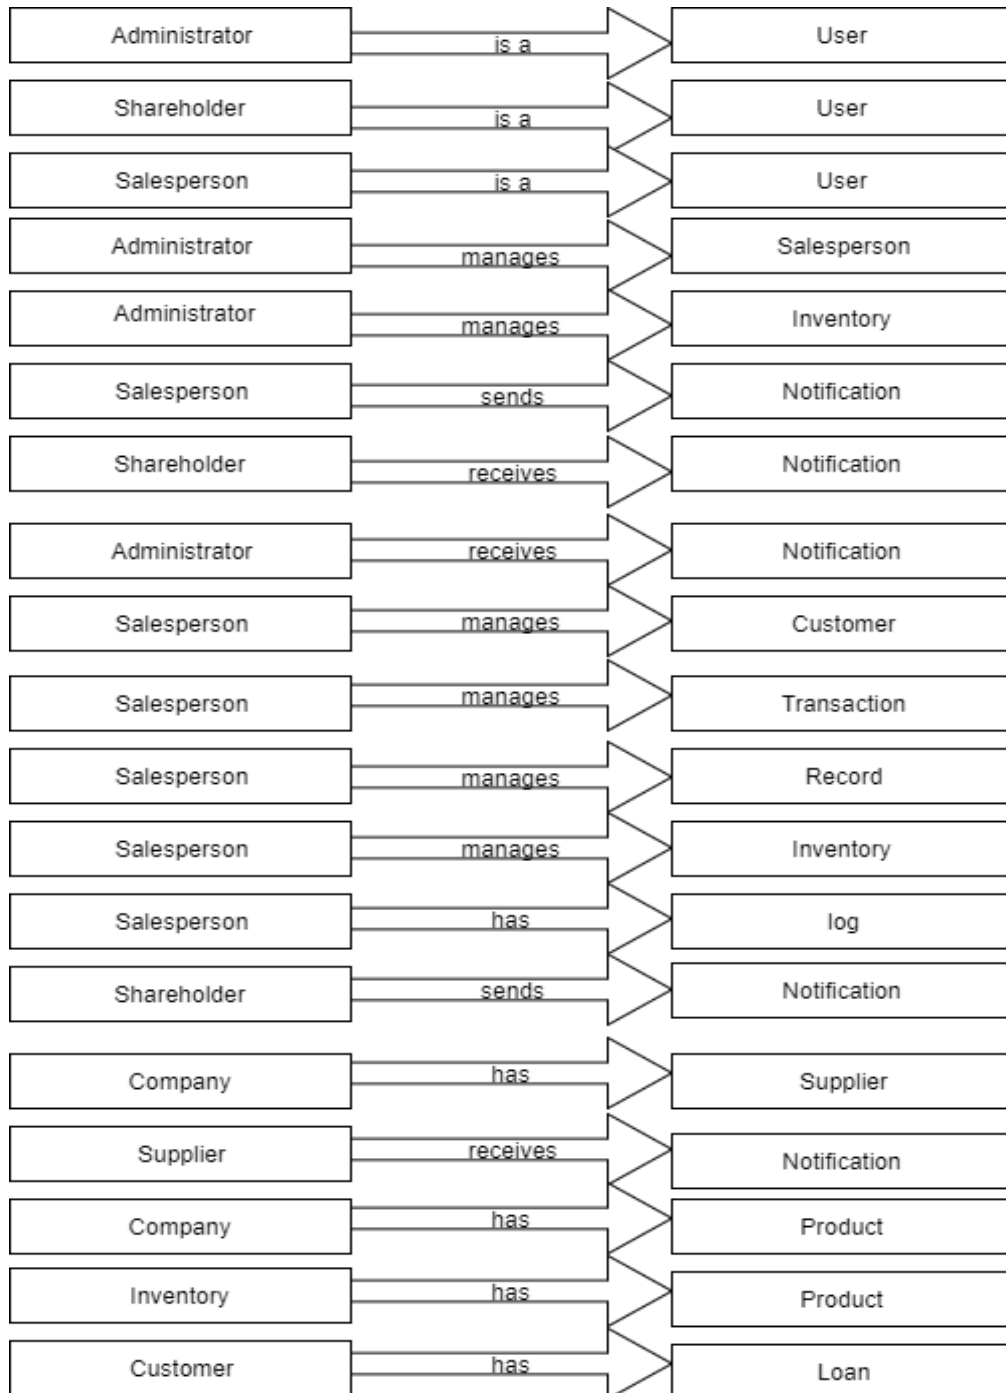 Administrator is a User
Shareholder is a User
Salesperson is a User
Administrator manages Salesperson
Administrator manages Inventory
Salesperson sends Notification
Shareholder receives Notification
Administrator receives Notification
Salesperson manages Customer
Salesperson manages Transaction
Salesperson manages Record
Salesperson manages Inventory
Salesperson has log
Shareholder sends Notification
Company has Supplier
Supplier receives Notification
Company has Product
Inventory has Product
Customer has Loan